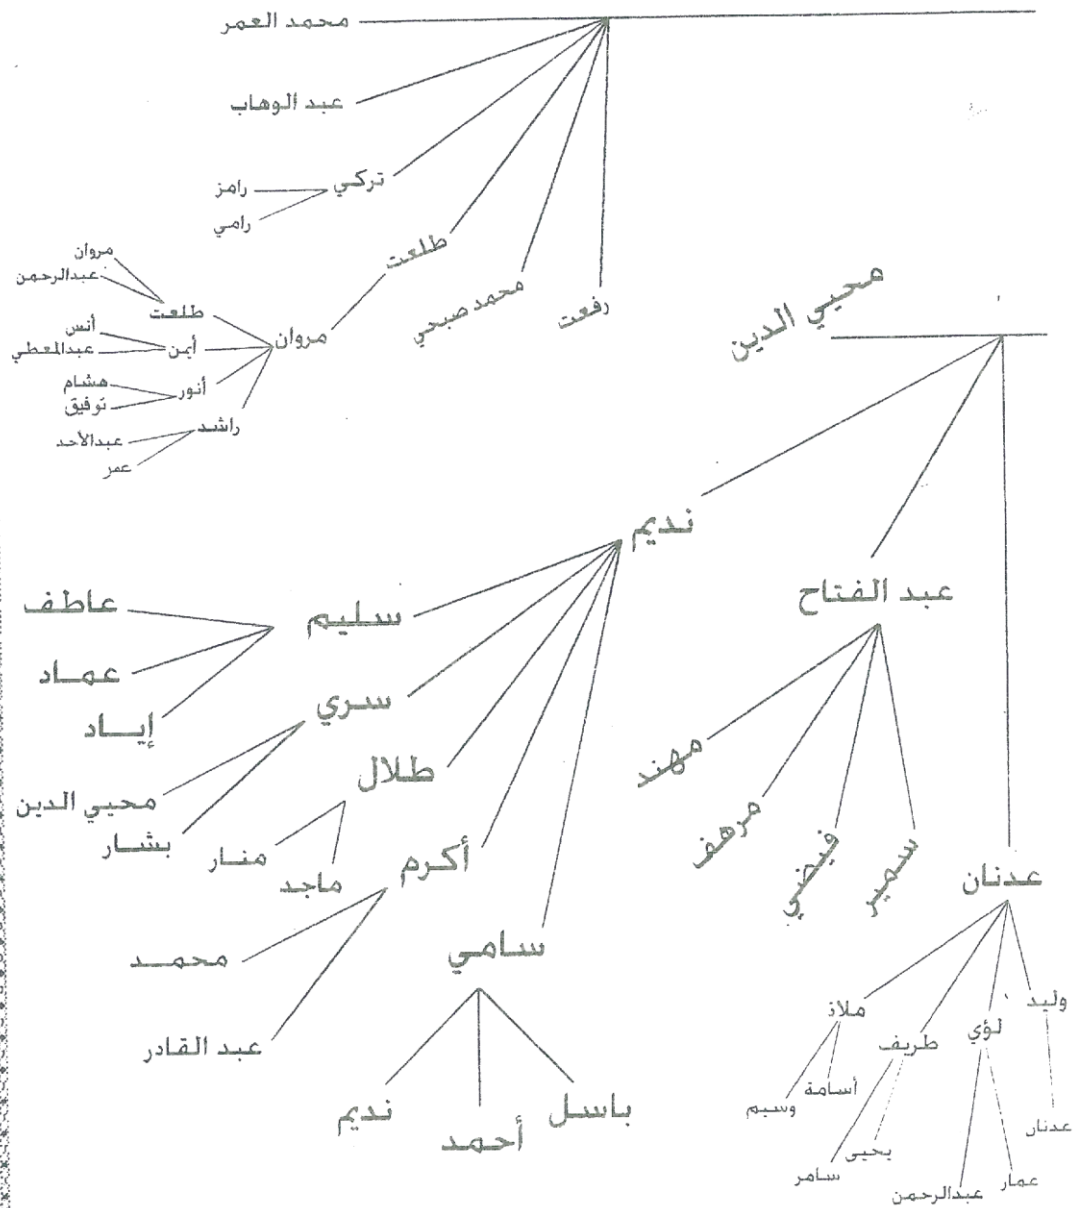 محمد العمر
عبد الوهاب
تركي
رامز
رامي
طلعت
محمد صبحي
رفعت
مروان
طلعت
مروان
عبدالرحمن
أيمن
أنس
عبدالمعطي
أنور
هشام
توفيق
راشد
عبدالأحد
عمر
محيي الدين
نديم
عبد الفتاح
عدنان
سليم
عاطف
عماد
إياد
سري
محيي الدين
بشار
طلال
منار
ماجد
أكرم
محمد
عبد القادر
سامي
نديم
أحمد
باسل
مهند
مرهف
فيضي
سمير
ملاذ
وسيم
أسامة
طريف
سامر
يحيى
لؤي
عبدالرحمن
عمار
وليد
عدنان